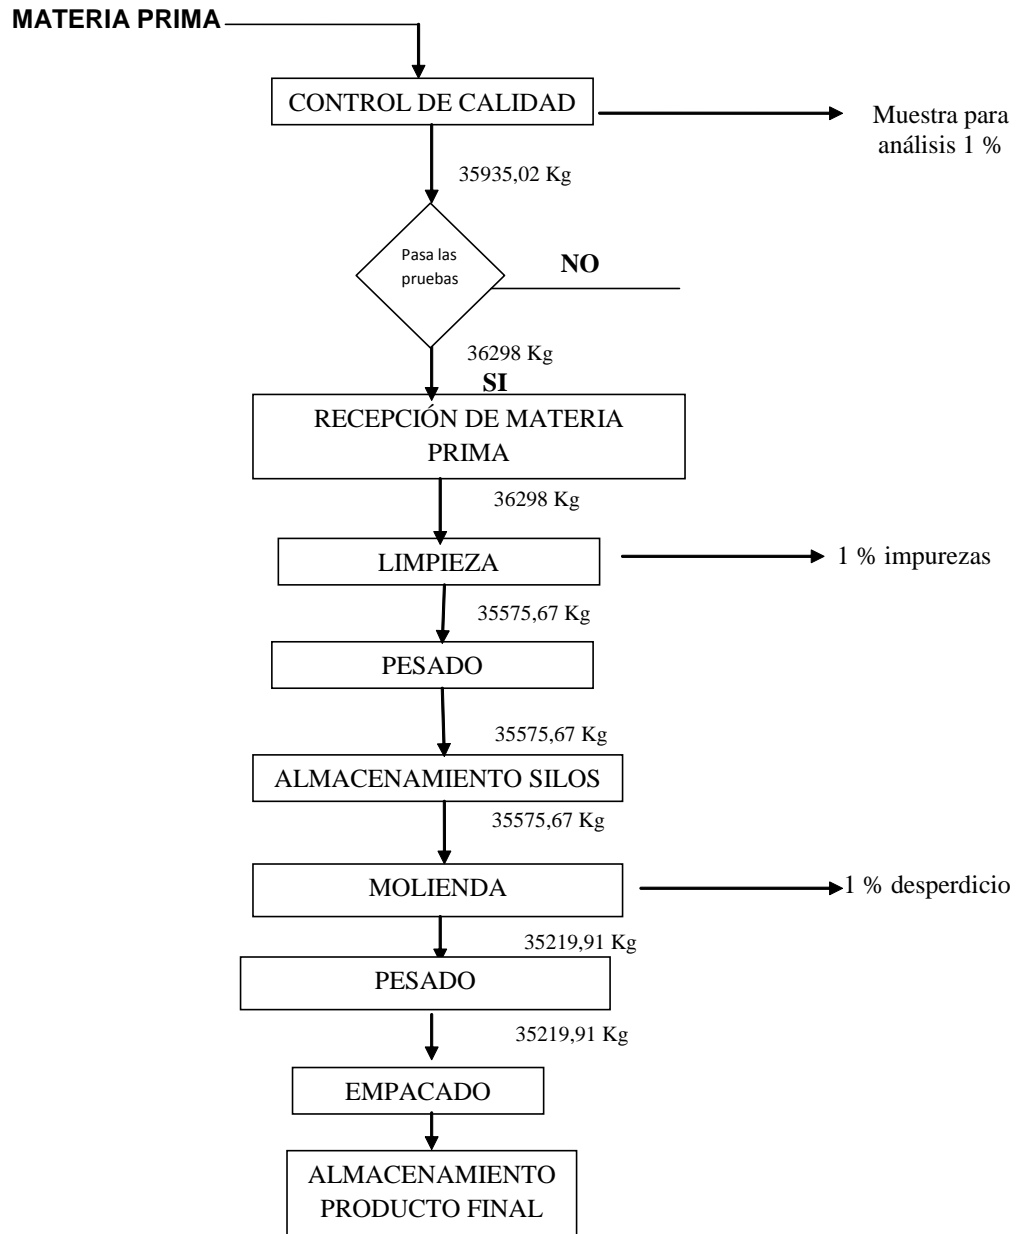 MATERIA PRIMA
CONTROL DE CALIDAD
Muestra para
análisis 1 %
35935,02 Kg
Pasa las
pruebas
NO
36298 Kg
SI
RECEPCIÓN DE MATERIA
PRIMA
36298 Kg
LIMPIEZA
1 % impurezas
35575,67 Kg
PESADO
35575,67 Kg
ALMACENAMIENTO SILOS
35575,67 Kg
MOLIENDA
1 % desperdicio
35219,91 Kg
PESADO
35219,91 Kg
EMPACADO
ALMACENAMIENTO
PRODUCTO FINAL